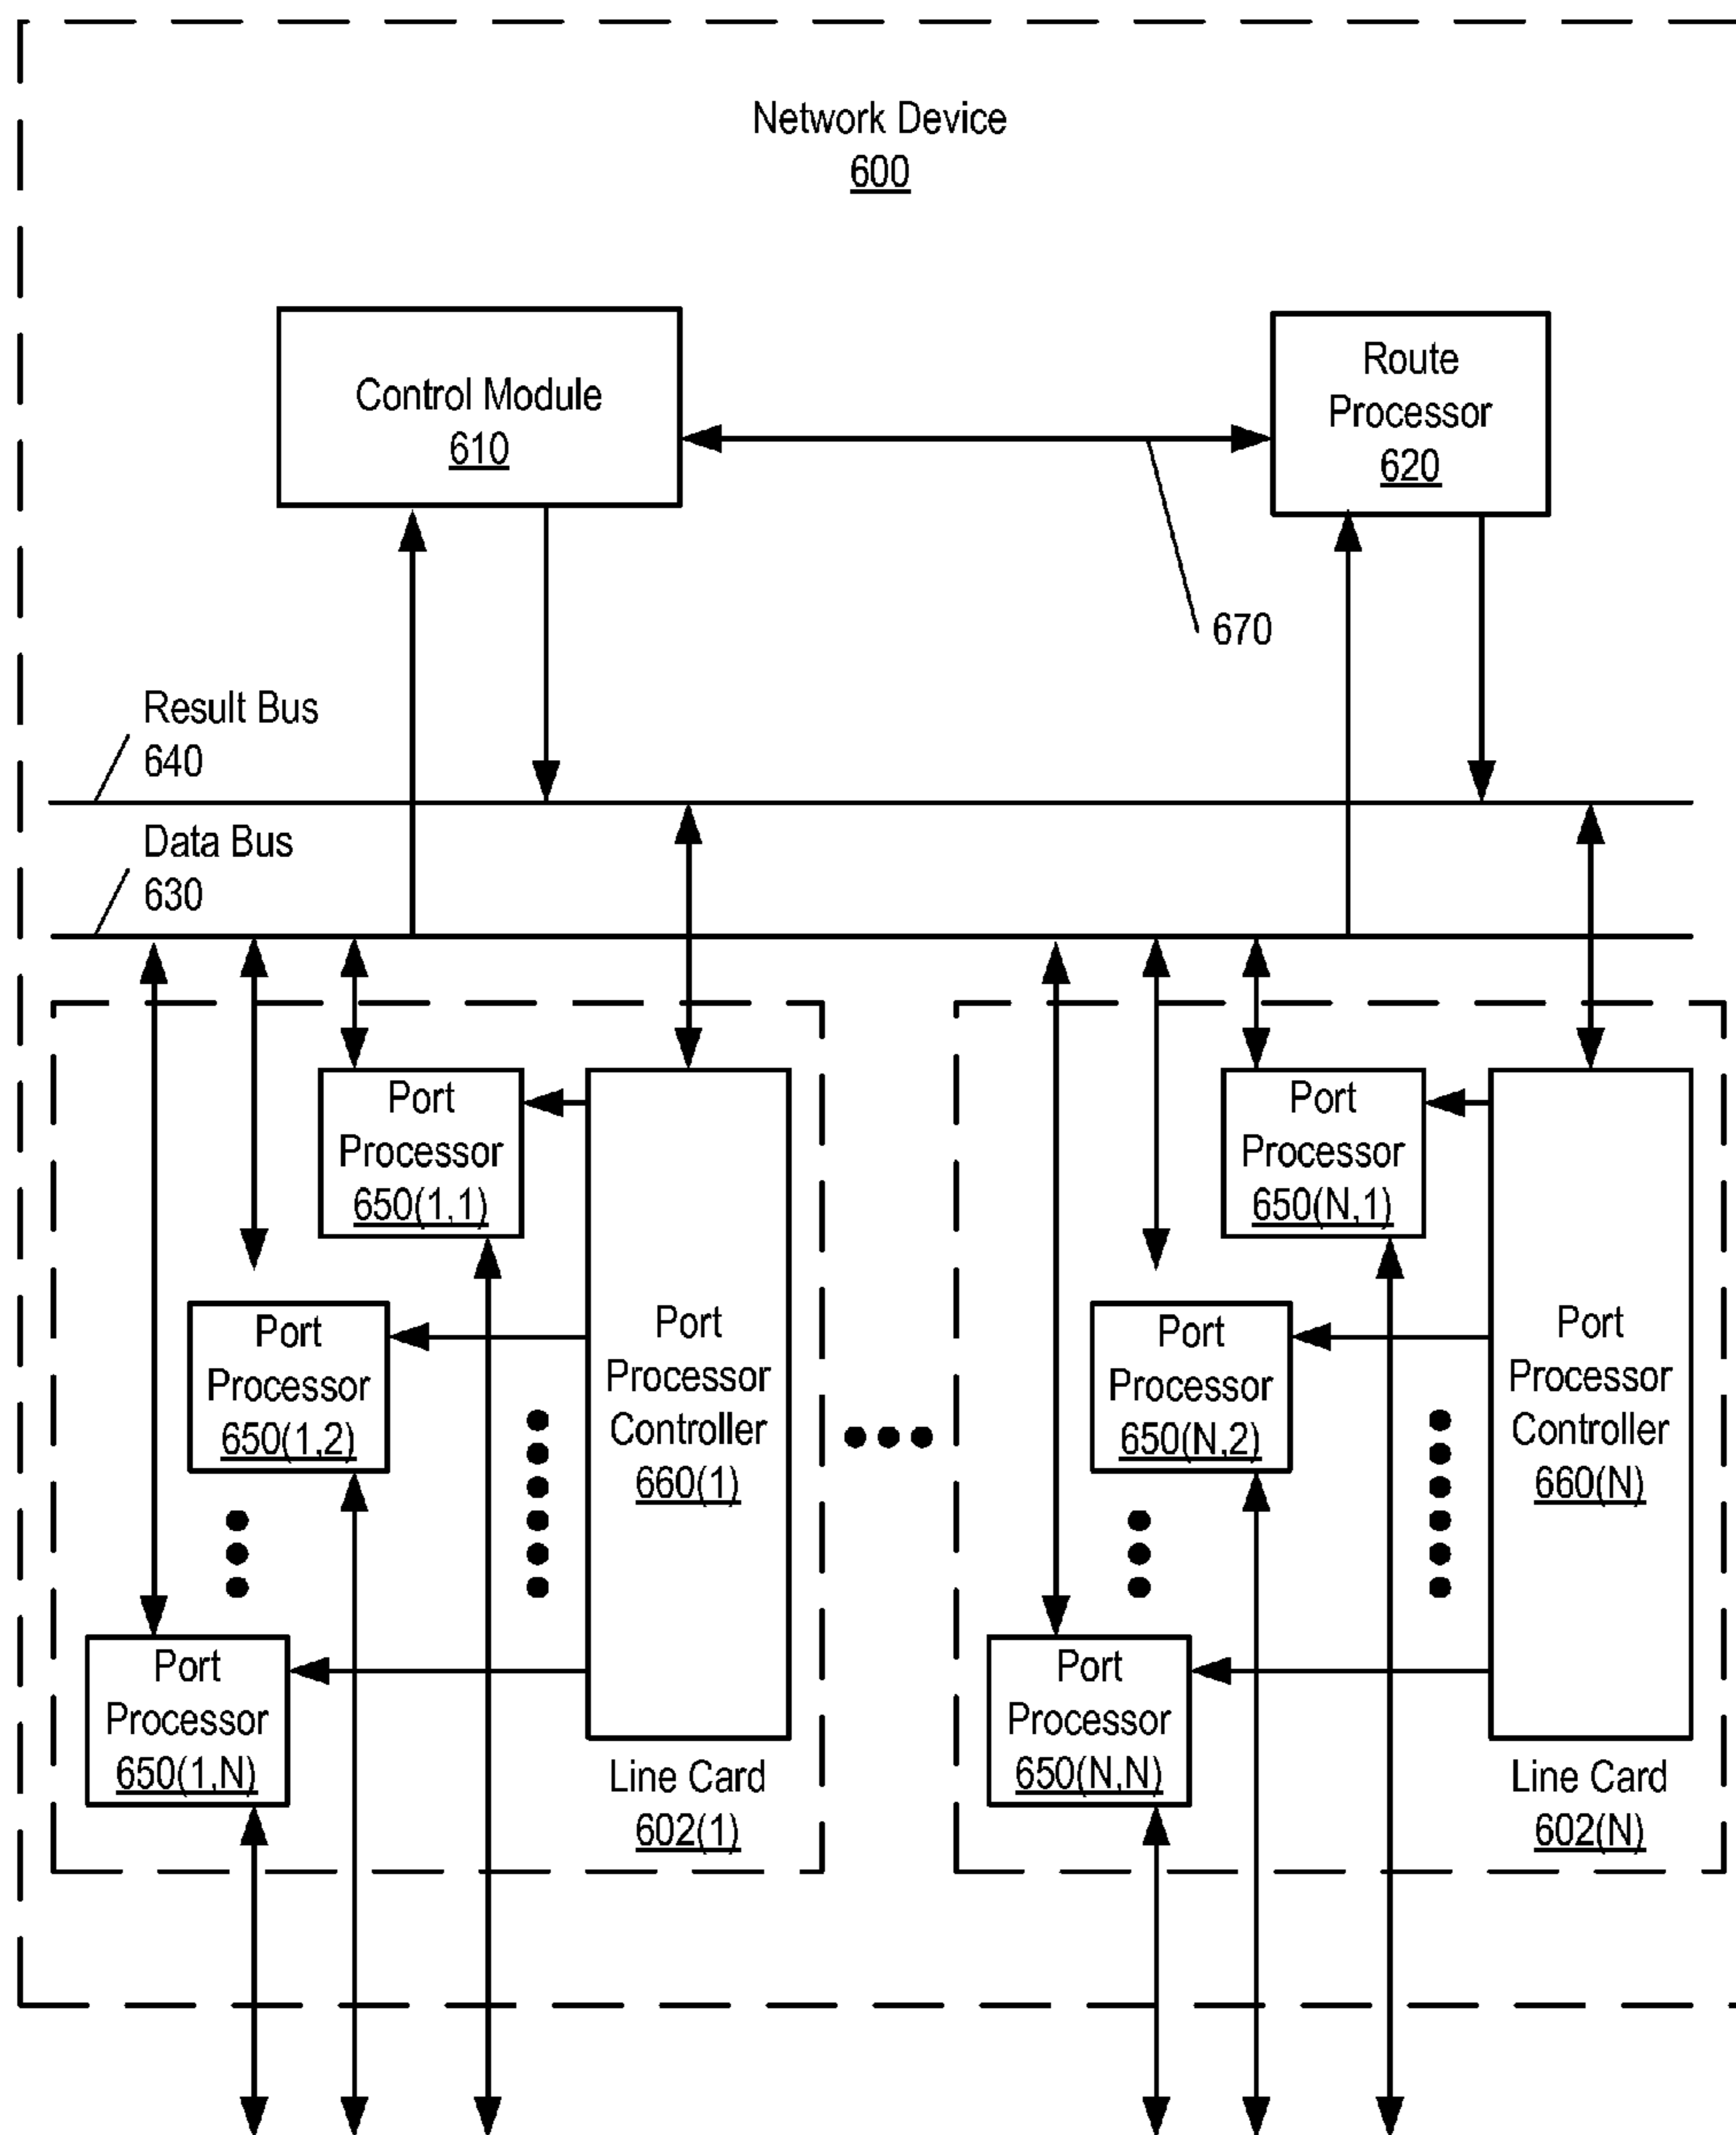 Network Device
600
Control Module
610
Route
Processor
620
670
Result Bus
640
Data Bus
630
Port
Processor
650(1,1)
Port
Processor
650(1,2)
Port
Processor
650(1,N)
Port
Processor
Controller
660(1)
Line Card
602(1)
Port
Processor
650(N,1)
Port
Processor
650(N,2)
Port
Processor
650(N,N)
Port
Processor
Controller
660(N)
Line Card
602(N)